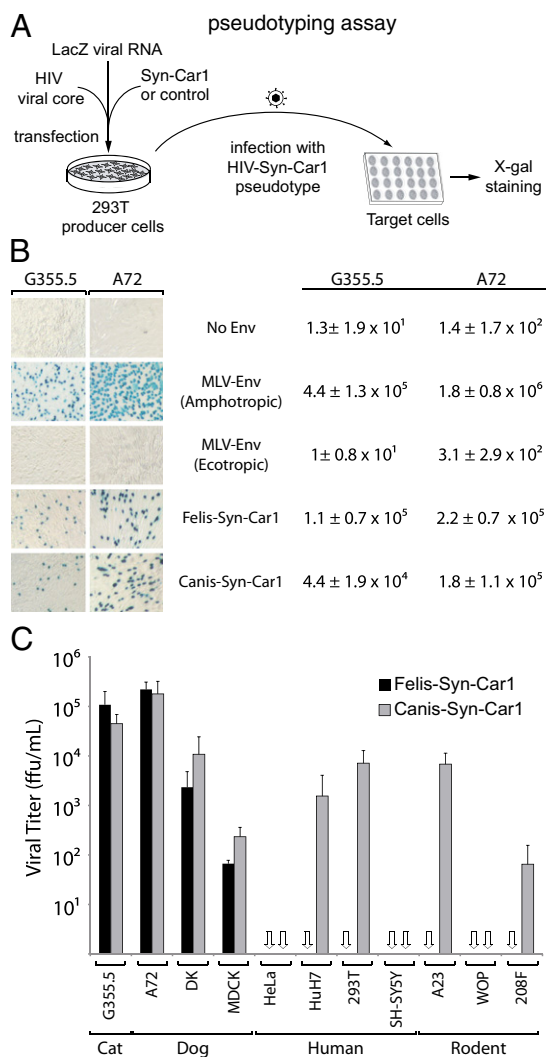 A
pseudotyping assay
LacZ viral RNA
HIV
viral core
Syn-Car1
or control
transfection
293T
producer cells
infection with
HIV-Syn-Car1
pseudotype
Target cells
X-gal
staining
B
G355.5 A72
G355.5 A72
No Env 1.3± 1.9 x 10¹ 1.4 ± 1.7 x 10²
MLV-Env
(Amphotropic) 4.4 ± 1.3 x 10⁵ 1.8 ± 0.8 x 10⁶
MLV-Env
(Ecotropic) 1± 0.8 x 10¹ 3.1 ± 2.9 x 10²
Felis-Syn-Car1 1.1 ± 0.7 x 10⁵ 2.2 ± 0.7 x 10⁵
Canis-Syn-Car1 4.4 ± 1.9 x 10⁴ 1.8 ± 1.1 x 10⁵
C
Viral Titer (ffu/mL)
10⁶
10⁵
10⁴
10³
10²
10¹
Felis-Syn-Car1
Canis-Syn-Car1
G355.5
A72
DK
MDCK
HeLa
HuH7
293T
SH-SY5Y
A23
WOP
208F
Cat Dog Human Rodent